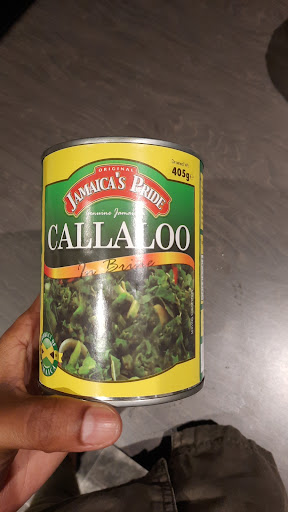 ORIGINAL
JAMAICA'S PRIDE
Genuine Jamaican
CALLALOO
In Brine
405g e